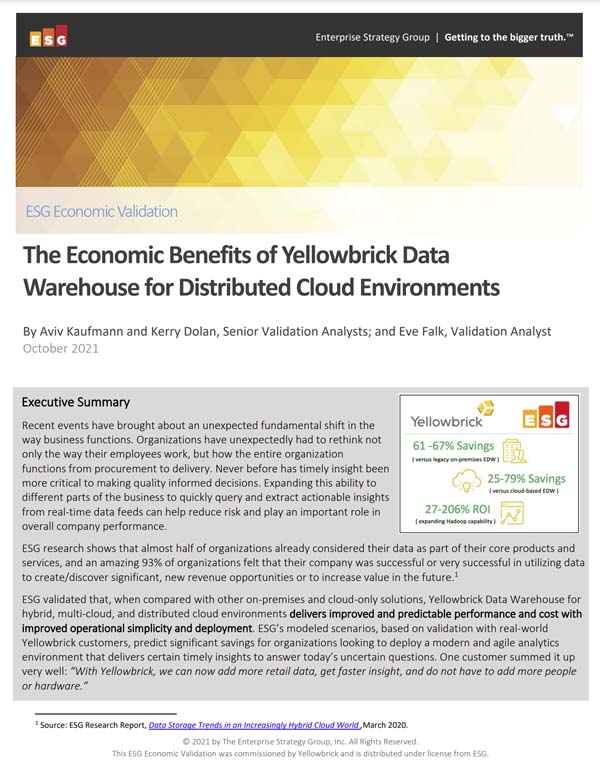 ESG
Enterprise Strategy Group | Getting to the bigger truth.™
ESG Economic Validation
The Economic Benefits of Yellowbrick Data
Warehouse for Distributed Cloud Environments
By Aviv Kaufmann and Kerry Dolan, Senior Validation Analysts; and Eve Falk, Validation Analyst
October 2021
Executive Summary
Recent events have brought about an unexpected fundamental shift in the
way business functions. Organizations have unexpectedly had to rethink not
only the way their employees work, but how the entire organization
functions from procurement to delivery. Never before has timely insight been
more critical to making quality informed decisions. Expanding this ability to
different parts of the business to quickly query and extract actionable insights
from real-time data feeds can help reduce risk and play an important role in
overall company performance.
Yellowbrick
ESG
61 -67% Savings
( versus legacy on-premises EDW )
25-79% Savings
( versus cloud-based EDW )
27-206% ROI
( expanding Hadoop capability )
ESG research shows that almost half of organizations already considered their data as part of their core products and
services, and an amazing 93% of organizations felt that their company was successful or very successful in utilizing data
to create/discover significant, new revenue opportunities or to increase value in the future.1
ESG validated that, when compared with other on-premises and cloud-only solutions, Yellowbrick Data Warehouse for
hybrid, multi-cloud, and distributed cloud environments delivers improved and predictable performance and cost with
improved operational simplicity and deployment. ESG’s modeled scenarios, based on validation with real-world
Yellowbrick customers, predict significant savings for organizations looking to deploy a modern and agile analytics
environment that delivers certain timely insights to answer today’s uncertain questions. One customer summed it up
very well: “With Yellowbrick, we can now add more retail data, get faster insight, and do not have to add more people
or hardware.”
1 Source: ESG Research Report, Data Storage Trends in an Increasingly Hybrid Cloud World ,March 2020.
© 2021 by The Enterprise Strategy Group, Inc. All Rights Reserved.
This ESG Economic Validation was commissioned by Yellowbrick and is distributed under license from ESG.